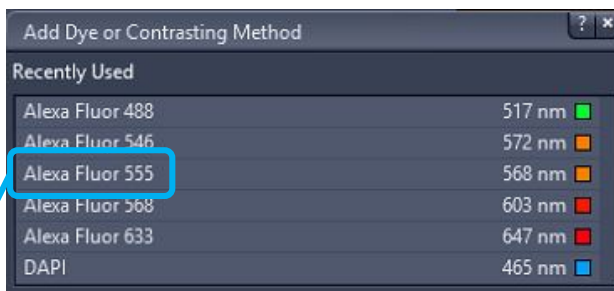 Add Dye or Contrasting Method ? ×
Recently Used
Alexa Fluor 488 517 nm
Alexa Fluor 546 572 nm
Alexa Fluor 555 568 nm
Alexa Fluor 568 603 nm
Alexa Fluor 633 647 nm
DAPI 465 nm